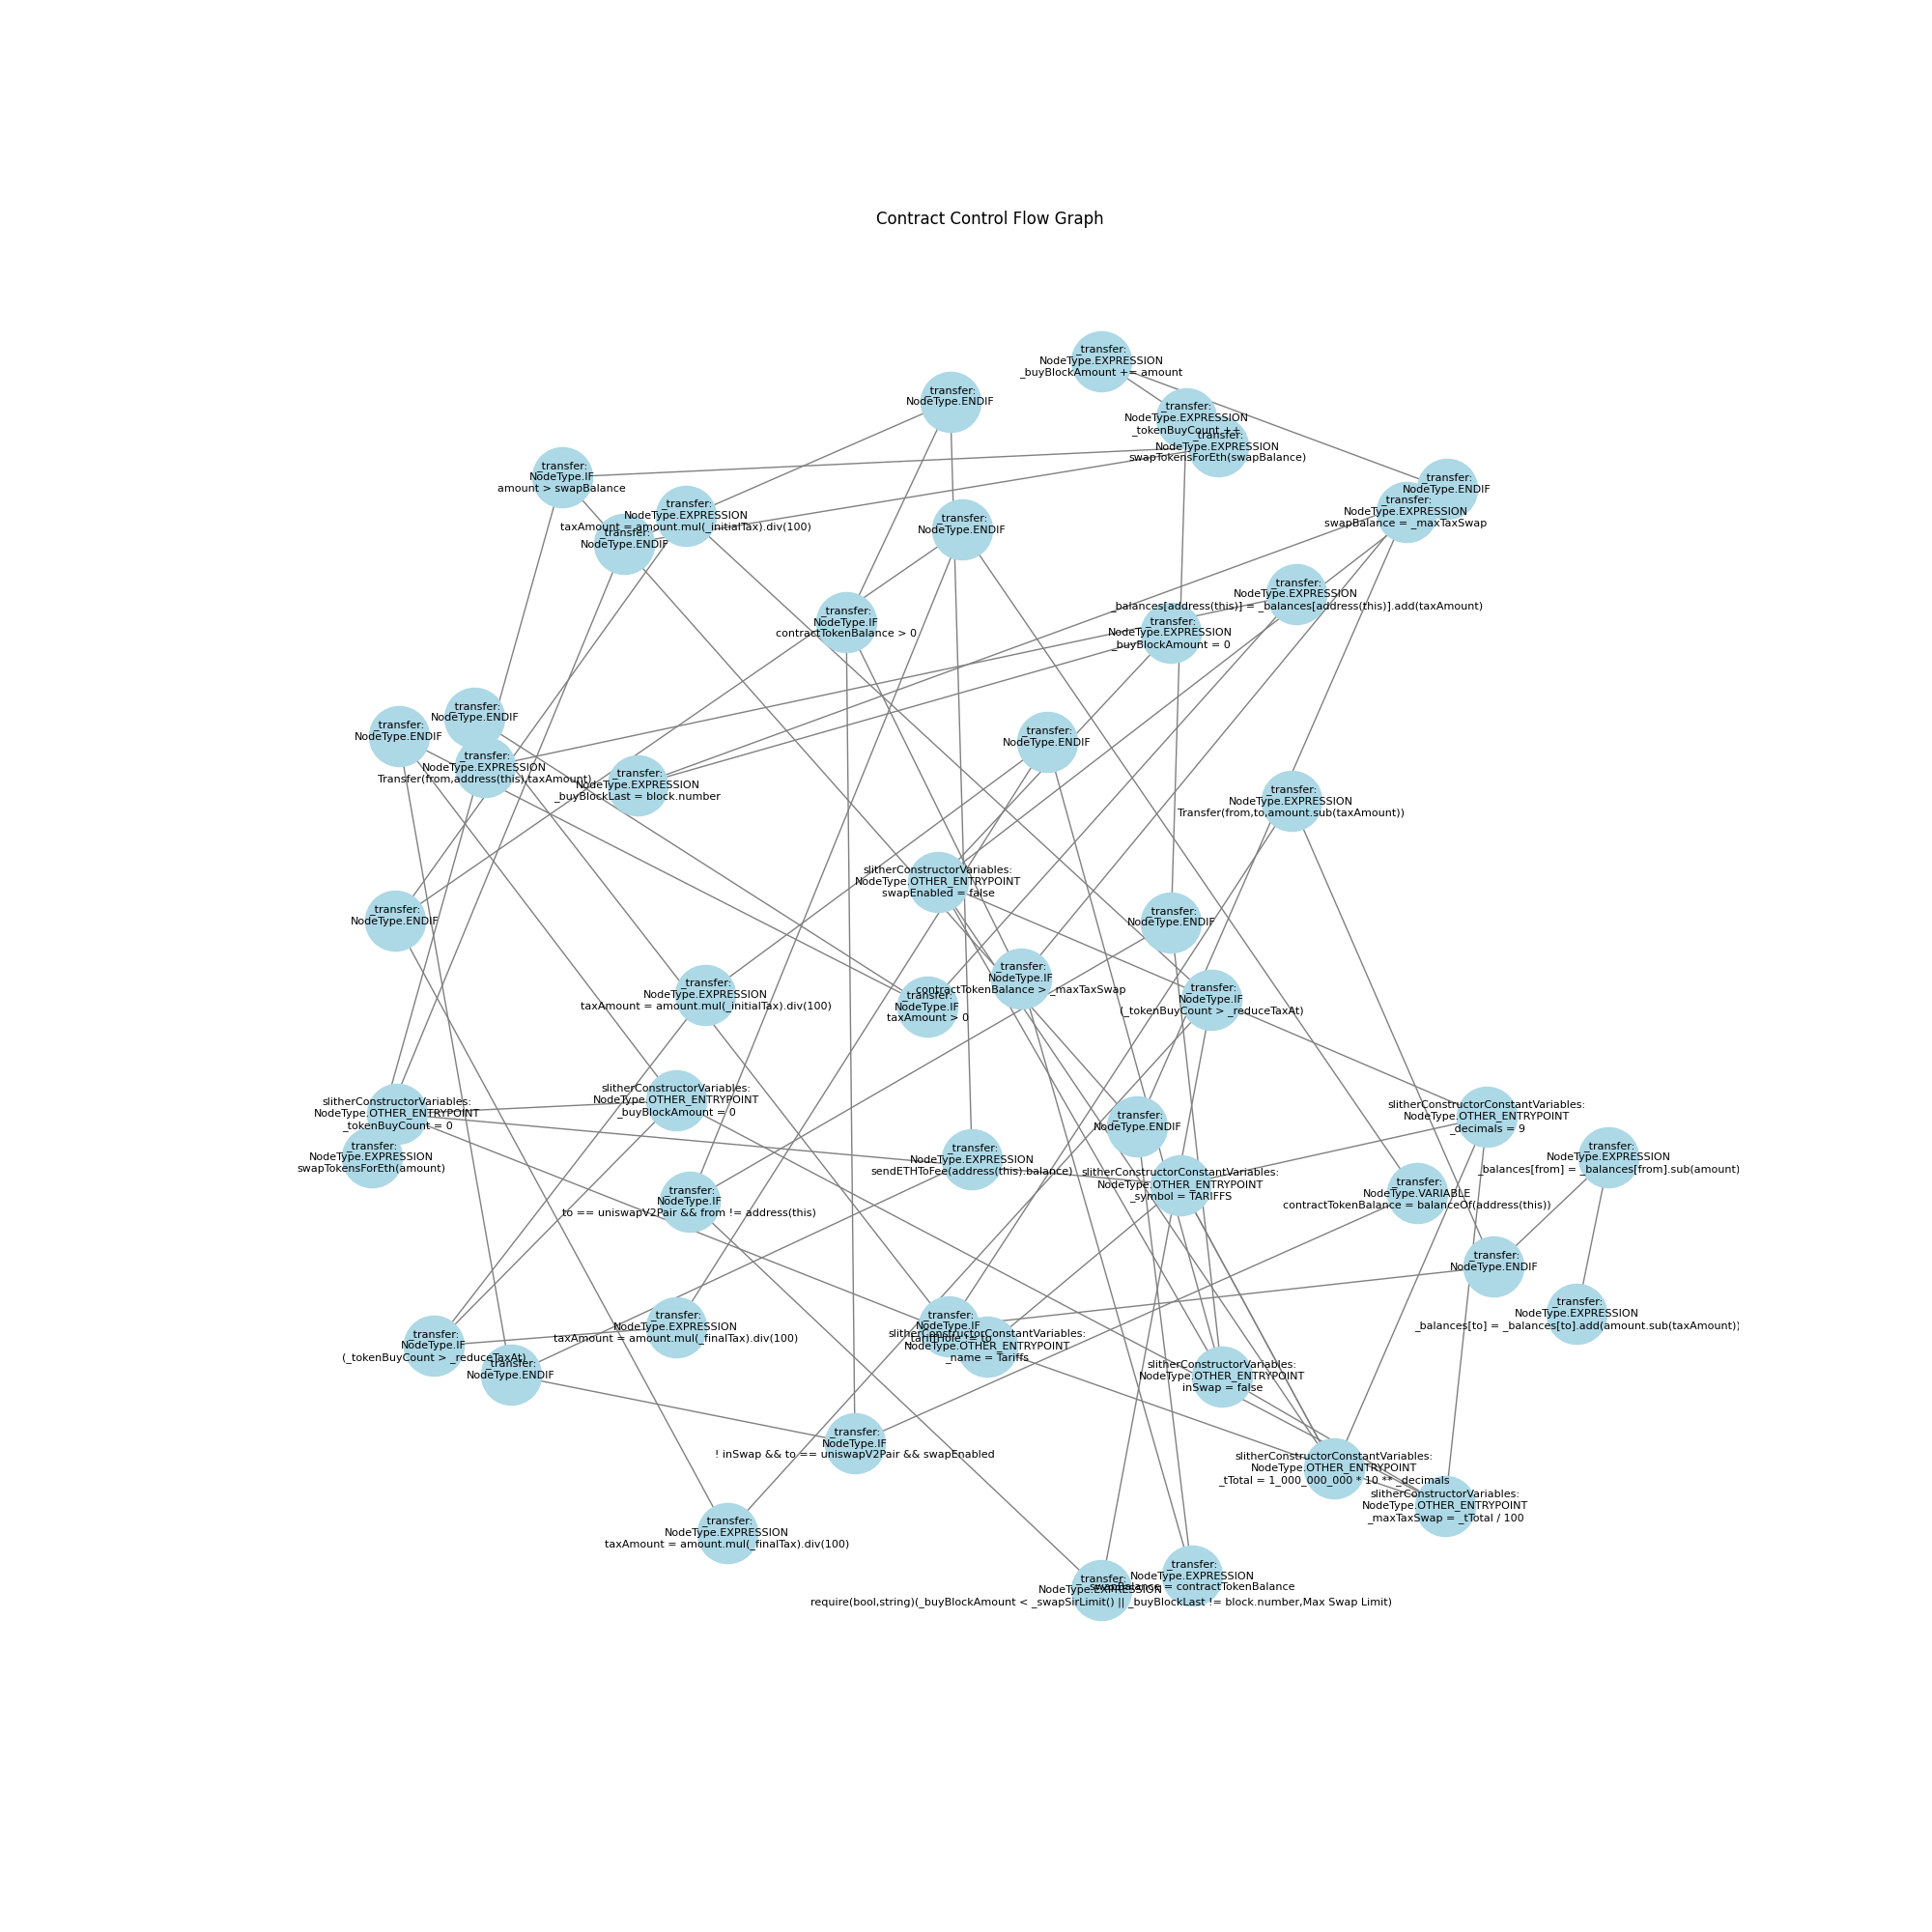 Contract Control Flow Graph
_transfer:
NodeType.EXPRESSION
_buyBlockAmount += amount
_transfer:
NodeType.ENDIF
_transfer:
NodeType.EXPRESSION
_tokenBuyCount ++
_transfer:
NodeType.EXPRESSION
swapTokensForEth(swapBalance)
_transfer:
NodeType.IF
amount > swapBalance
_transfer:
NodeType.ENDIF
_transfer:
NodeType.EXPRESSION
swapBalance = _maxTaxSwap
_transfer:
NodeType.EXPRESSION
taxAmount = amount.mul(_initialTax).div(100)
_transfer:
NodeType.ENDIF
_transfer:
NodeType.ENDIF
_transfer:
NodeType.EXPRESSION
_balances[address(this)] = _balances[address(this)].add(taxAmount)
_transfer:
NodeType.IF
contractTokenBalance > 0
_transfer:
NodeType.EXPRESSION
_buyBlockAmount = 0
_transfer:
NodeType.ENDIF
_transfer:
NodeType.ENDIF
_transfer:
NodeType.ENDIF
_transfer:
NodeType.EXPRESSION
Transfer(from,address(this),taxAmount)
_transfer:
NodeType.EXPRESSION
_buyBlockLast = block.number
_transfer:
NodeType.EXPRESSION
Transfer(from,to,amount.sub(taxAmount))
slitherConstructorVariables:
NodeType.OTHER_ENTRYPOINT
swapEnabled = false
_transfer:
NodeType.ENDIF
_transfer:
NodeType.ENDIF
_transfer:
NodeType.IF
contractTokenBalance > _maxTaxSwap
_transfer:
NodeType.EXPRESSION
taxAmount = amount.mul(_initialTax).div(100)
_transfer:
NodeType.IF
taxAmount > 0
_transfer:
NodeType.IF
(_tokenBuyCount > _reduceTaxAt)
slitherConstructorVariables:
NodeType.OTHER_ENTRYPOINT
_buyBlockAmount = 0
slitherConstructorVariables:
NodeType.OTHER_ENTRYPOINT
_tokenBuyCount = 0
slitherConstructorConstantVariables:
NodeType.OTHER_ENTRYPOINT
_decimals = 9
_transfer:
NodeType.ENDIF
_transfer:
NodeType.EXPRESSION
swapTokensForEth(amount)
_transfer:
NodeType.EXPRESSION
sendETHToFee(address(this).balance)
_transfer:
NodeType.EXPRESSION
_balances[from] = _balances[from].sub(amount)
slitherConstructorConstantVariables:
NodeType.OTHER_ENTRYPOINT
_symbol = TARIFFS
_transfer:
NodeType.VARIABLE
contractTokenBalance = balanceOf(address(this))
_transfer:
NodeType.IF
to == uniswapV2Pair && from != address(this)
_transfer:
NodeType.ENDIF
_transfer:
NodeType.EXPRESSION
_balances[to] = _balances[to].add(amount.sub(taxAmount))
_transfer:
NodeType.EXPRESSION
taxAmount = amount.mul(_finalTax).div(100)
_transfer:
NodeType.IF
tariffHole != to
_transfer:
NodeType.IF
(_tokenBuyCount > _reduceTaxAt)
slitherConstructorConstantVariables:
NodeType.OTHER_ENTRYPOINT
_name = Tariffs
_transfer:
NodeType.ENDIF
slitherConstructorVariables:
NodeType.OTHER_ENTRYPOINT
inSwap = false
_transfer:
NodeType.IF
! inSwap && to == uniswapV2Pair && swapEnabled
slitherConstructorConstantVariables:
NodeType.OTHER_ENTRYPOINT
_tTotal = 1_000_000_000 * 10 ** _decimals
slitherConstructorVariables:
NodeType.OTHER_ENTRYPOINT
_maxTaxSwap = _tTotal / 100
_transfer:
NodeType.EXPRESSION
taxAmount = amount.mul(_finalTax).div(100)
_transfer:
NodeType.EXPRESSION
swapBalance = contractTokenBalance
_transfer:
NodeType.EXPRESSION
require(bool,string)(_buyBlockAmount < _swapSirLimit() || _buyBlockLast != block.number,Max Swap Limit)